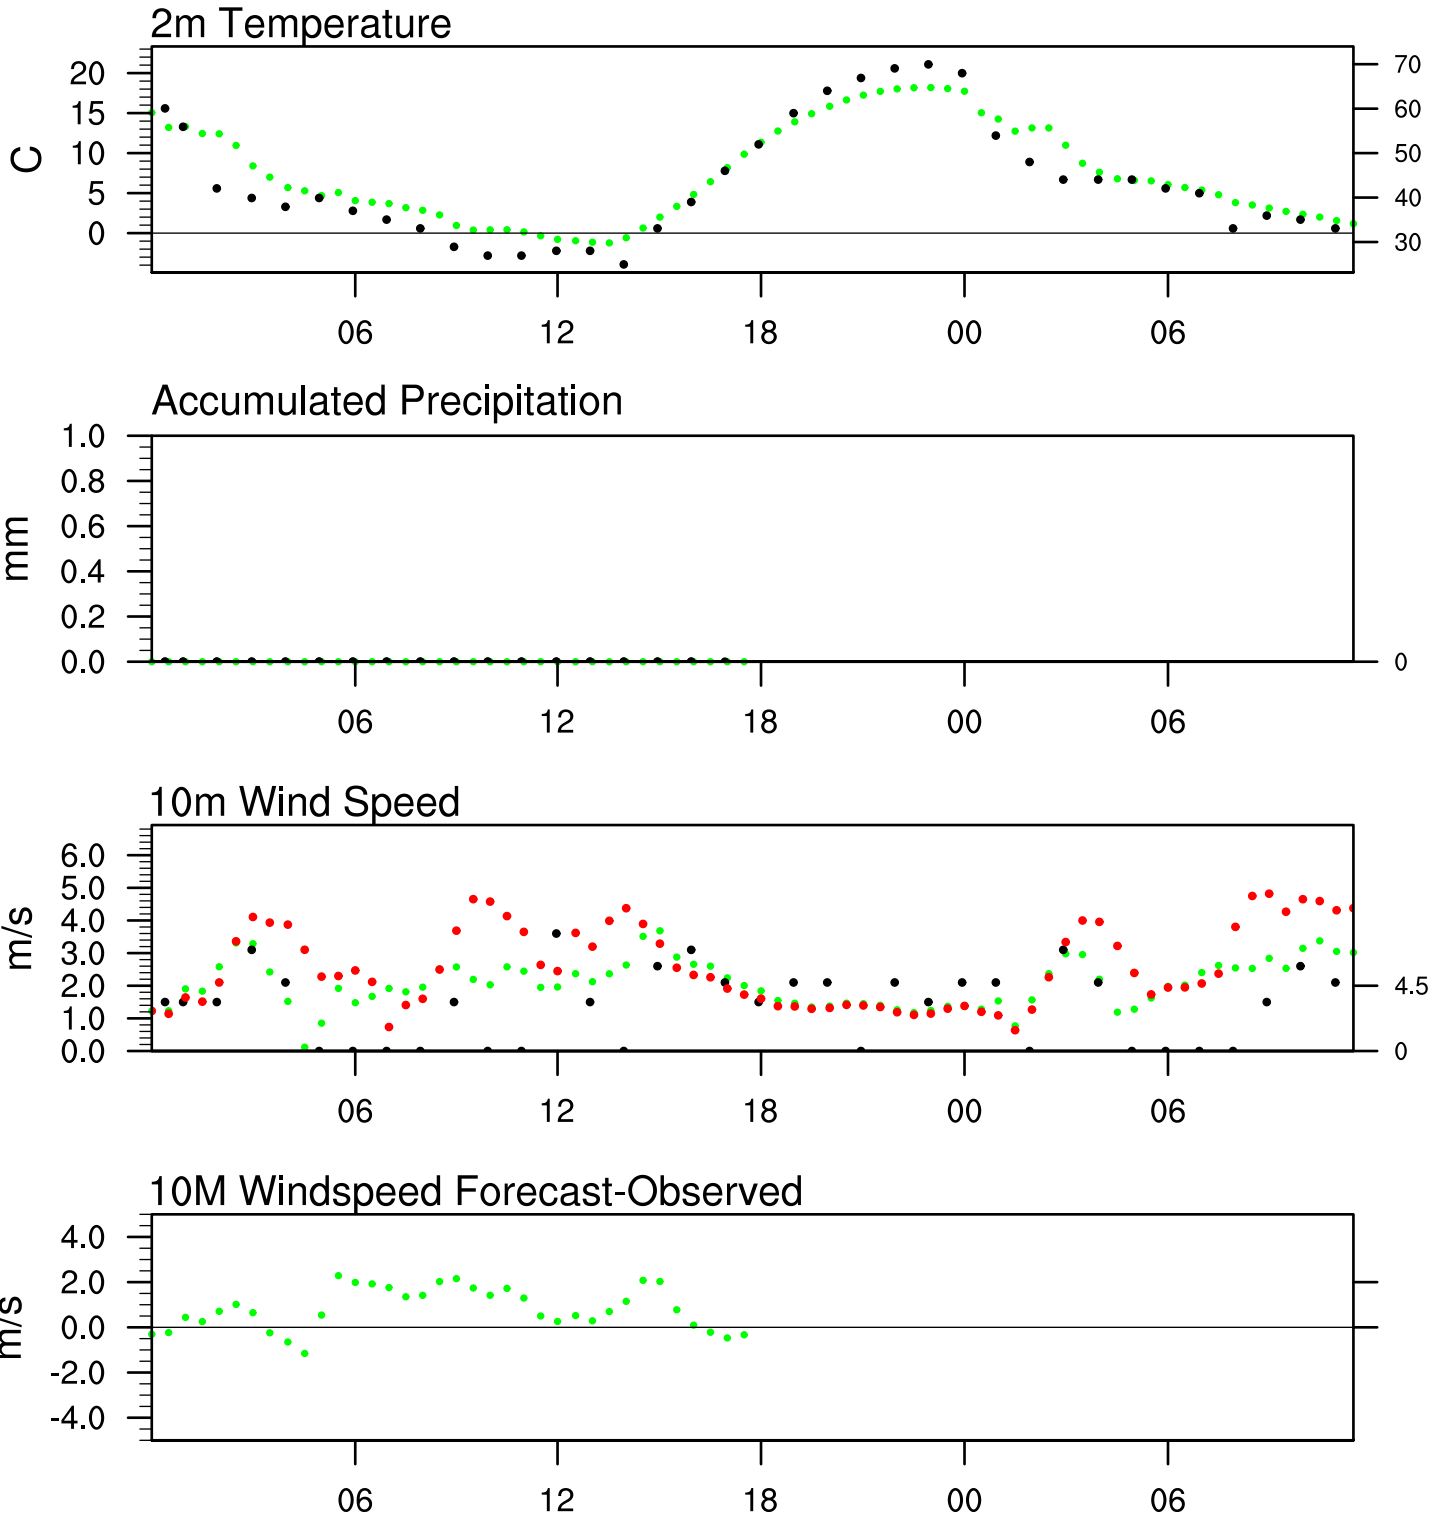 2m Temperature
20
15
10
5
0
C
70
60
50
40
30
06 12 18 00 06
Accumulated Precipitation
1.0
0.8
0.6
0.4
0.2
0.0
mm
0
06 12 18 00 06
10m Wind Speed
6.0
5.0
4.0
3.0
2.0
1.0
0.0
m/s
4.5
0
06 12 18 00 06
10M Windspeed Forecast-Observed
4.0
2.0
0.0
-2.0
-4.0
m/s
06 12 18 00 06